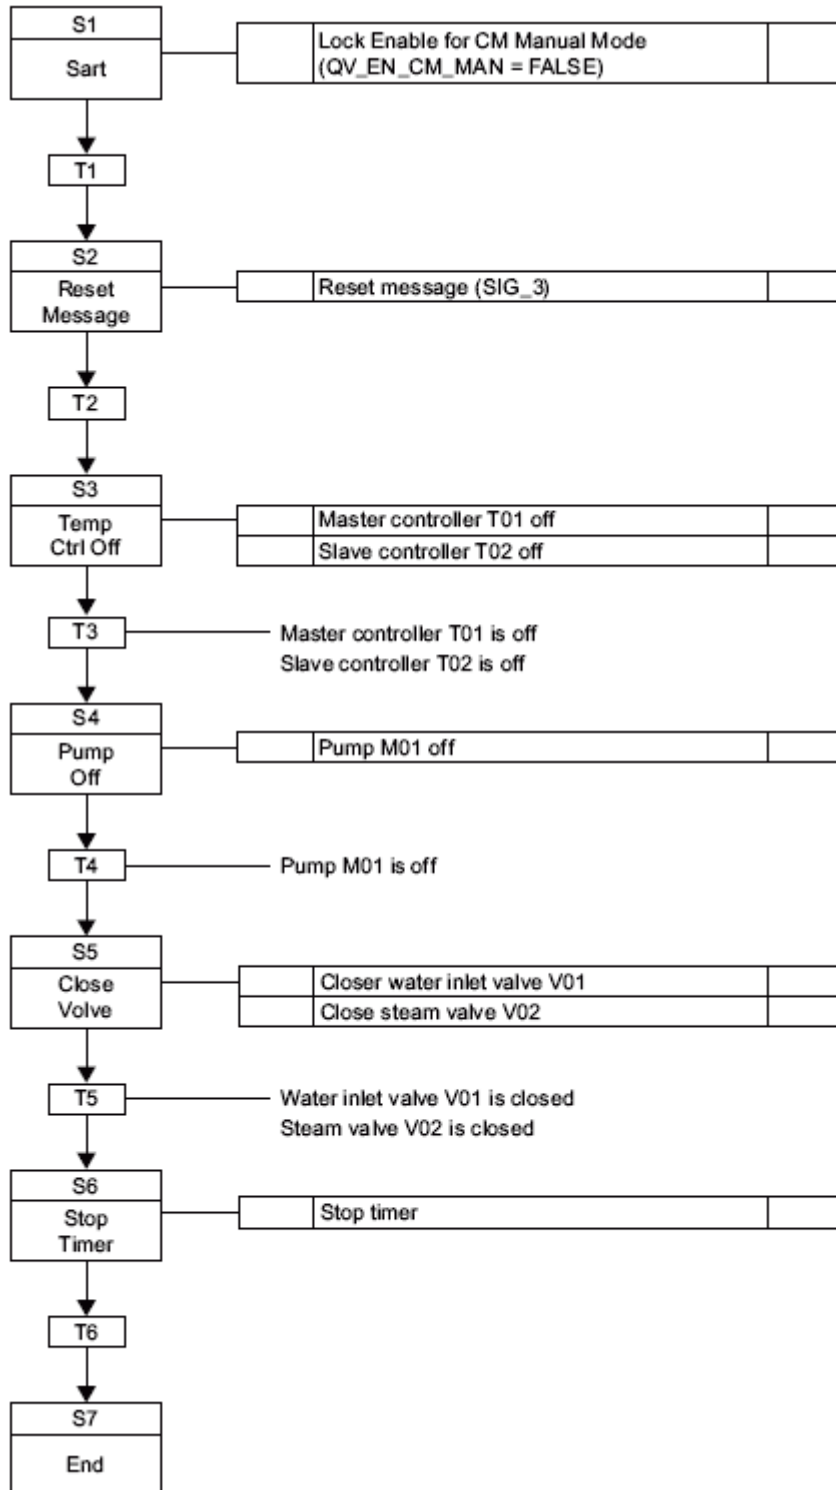 S1
Sart
Lock Enable for CM Manual Mode
(QV_EN_CM_MAN = FALSE)
T1
S2
Reset
Message
Reset message (SIG_3)
T2
S3
Temp
Ctrl Off
Master controller T01 off
Slave controller T02 off
T3
Master controller T01 is off
Slave controller T02 is off
S4
Pump
Off
Pump M01 off
T4
Pump M01 is off
S5
Close
Volve
Closer water inlet valve V01
Close steam valve V02
T5
Water inlet valve V01 is closed
Steam valve V02 is closed
S6
Stop
Timer
Stop timer
T6
S7
End